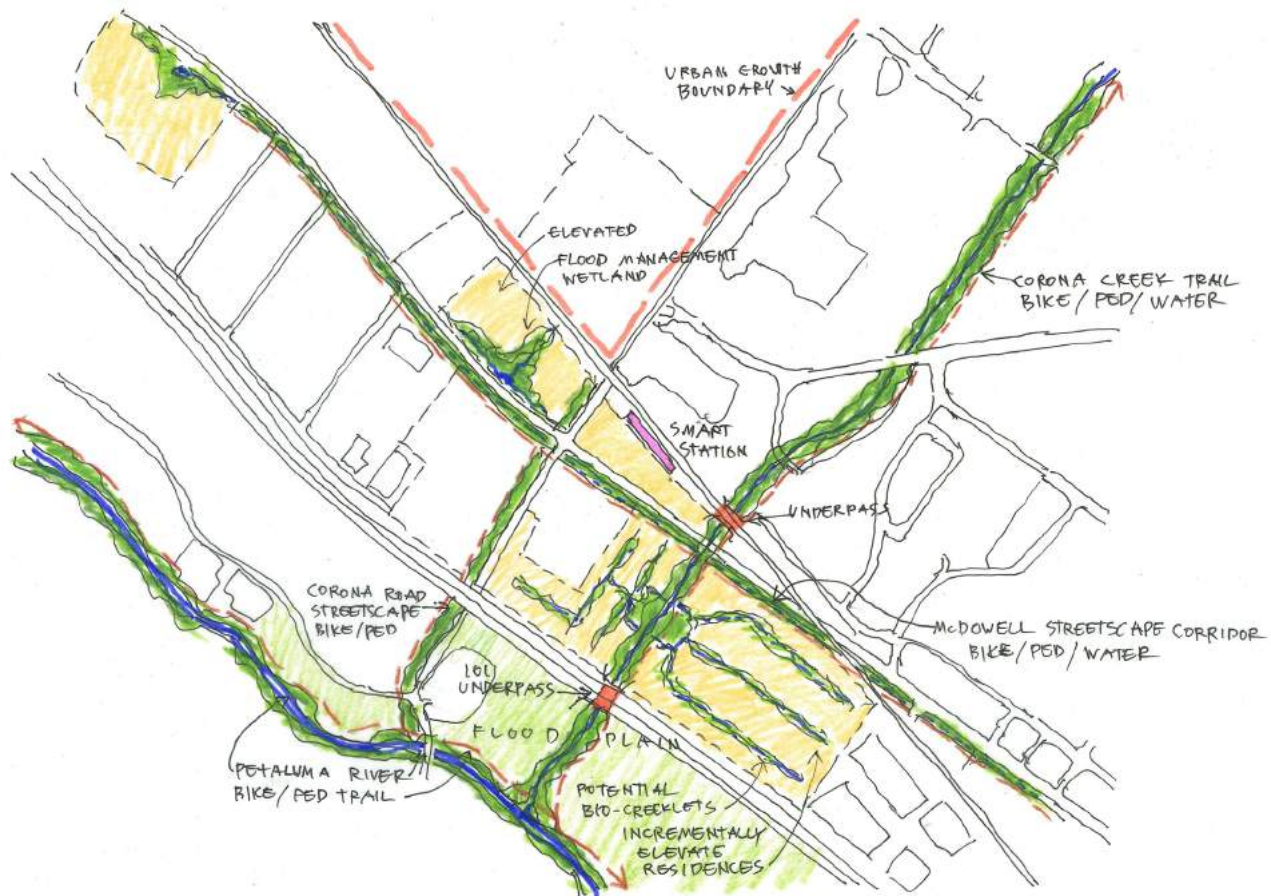 URBAN GROWTH
BOUNDARY
ELEVATED
FLOOD MANAGEMENT
WETLAND
CORONA CREEK TRAIL
BIKE/PED/WATER
SMART
STATION
UNDERPASS
CORONA ROAD
STREETSCAPE
BIKE/PED
McDOWELL STREETSCAPE CORRIDOR
BIKE/PED/WATER
101
UNDERPASS
FLOOD PLAIN
PETALUMA RIVER
BIKE/PED TRAIL
POTENTIAL
BIO-CREEKLETS
INCREMENTALLY
ELEVATE
RESIDENCES